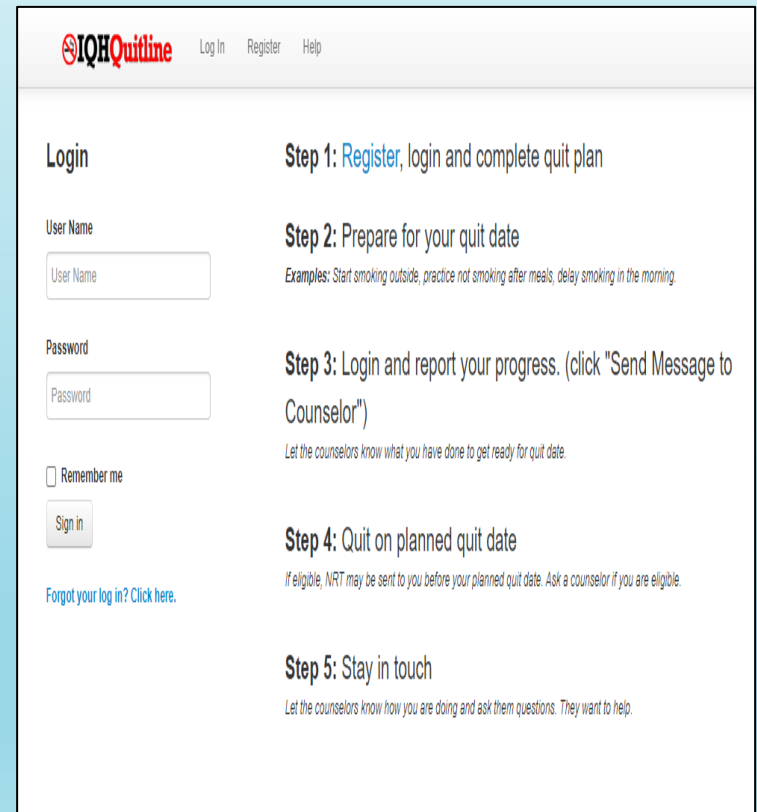 IQHQuitline Log In Register Help
Login
User Name
User Name
Password
Password
Remember me
Sign in
Forgot your log in? Click here.
Step 1: Register, login and complete quit plan
Step 2: Prepare for your quit date
Examples: Start smoking outside, practice not smoking after meals, delay smoking in the morning.
Step 3: Login and report your progress. (click "Send Message to
Counselor")
Let the counselors know what you have done to get ready for quit date.
Step 4: Quit on planned quit date
If eligible, NRT may be sent to you before your planned quit date. Ask a counselor if you are eligible.
Step 5: Stay in touch
Let the counselors know how you are doing and ask them questions. They want to help.